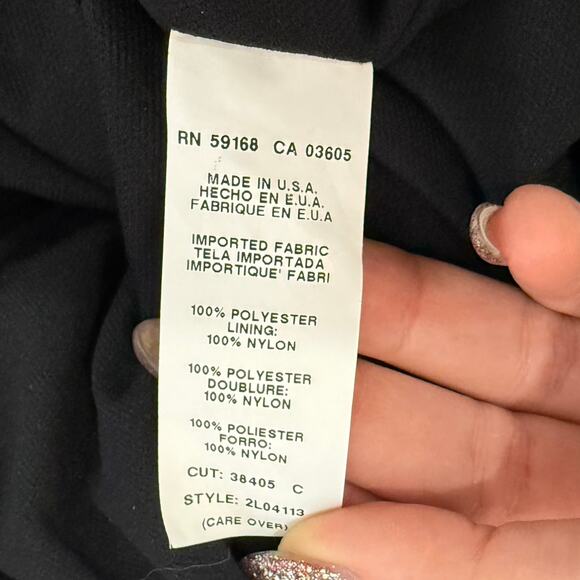 RN 59168 CA 03605
MADE IN U.S.A.
HECHO EN E.U.A.
FABRIQUE EN E.U.A
IMPORTED FABRIC
TELA IMPORTADA
IMPORTIQUE' FABRI
100% POLYESTER
LINING:
100% NYLON
100% POLYESTER
DOUBLURE:
100% NYLON
100% POLIESTER
FORRO:
100% NYLON
CUT: 38405 C
STYLE: 2L04113
(CARE OVER)